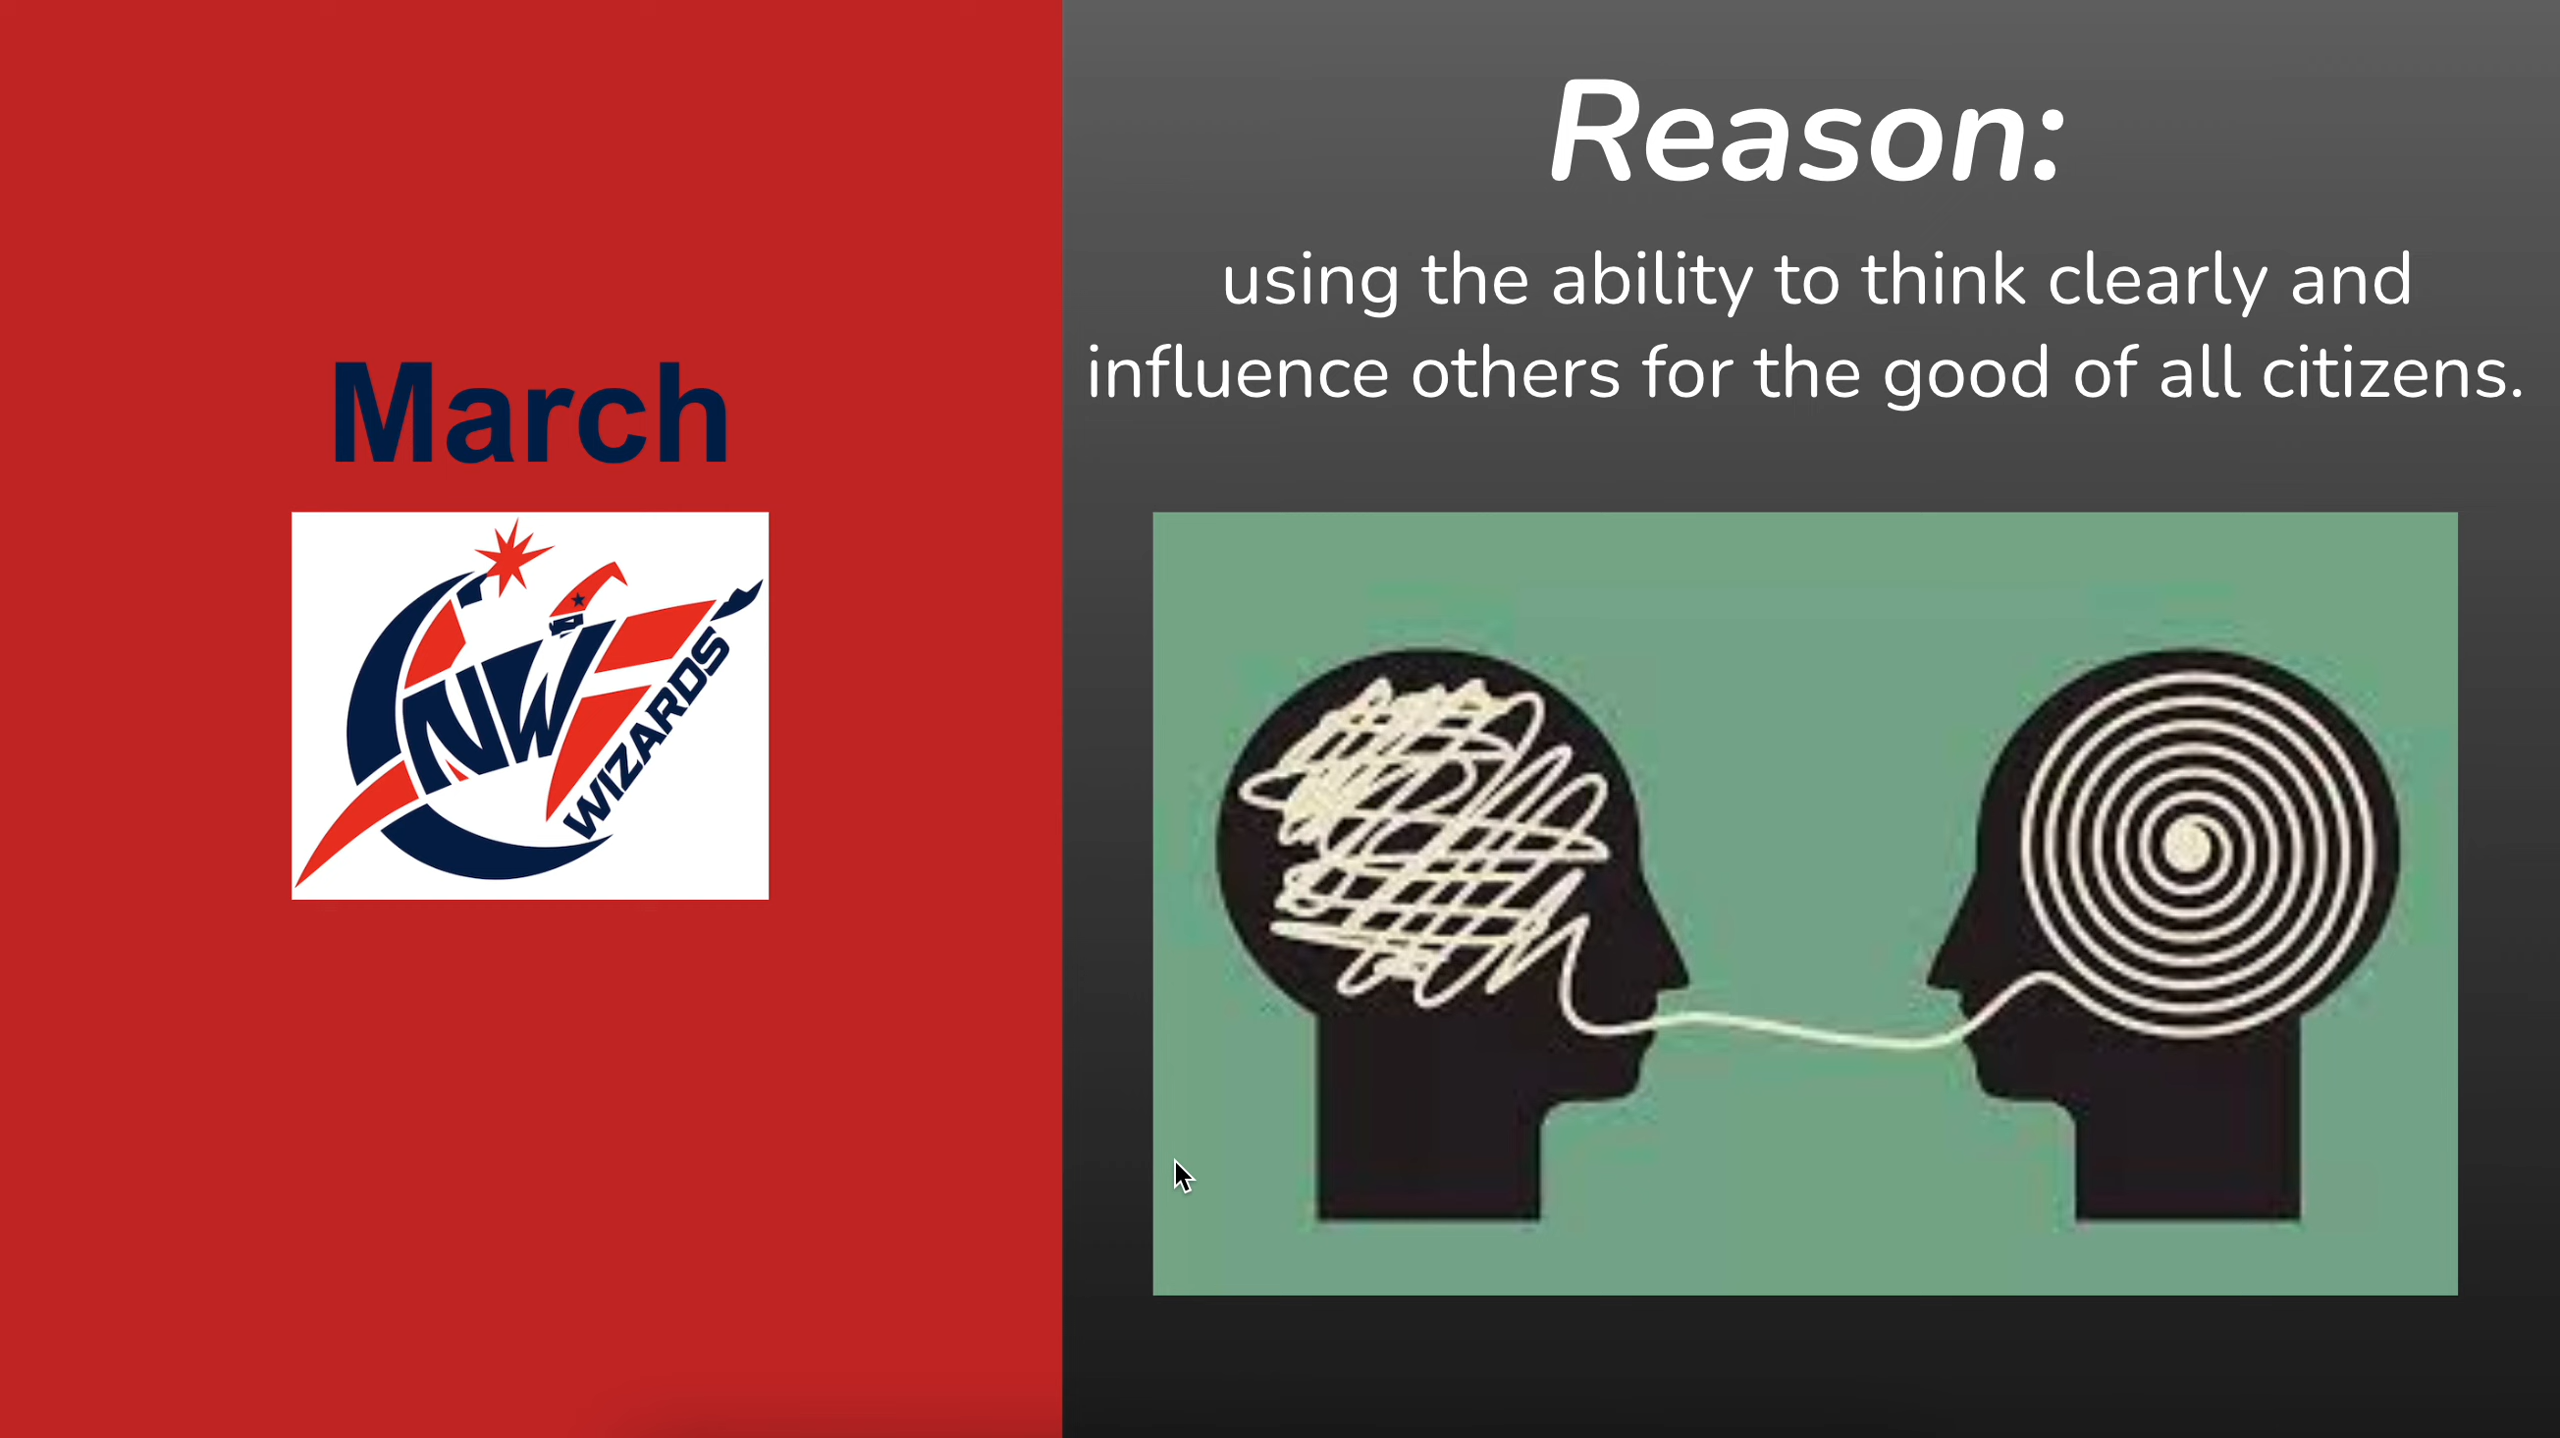 March
NW
WIZARDS
Reason:
using the ability to think clearly and
influence others for the good of all citizens.